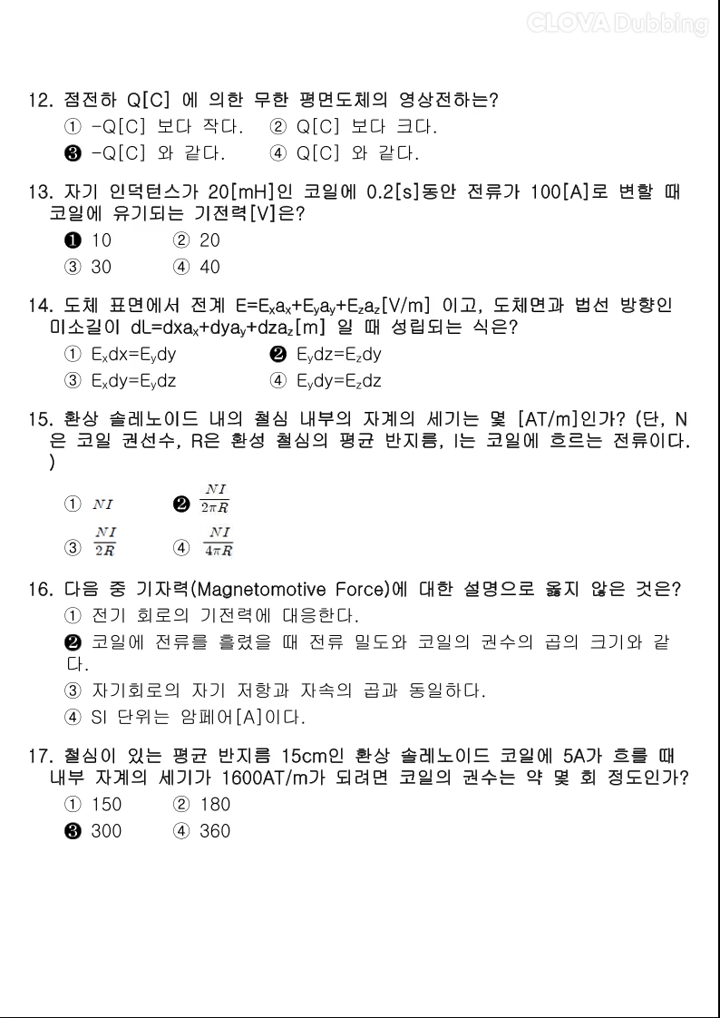 CLOVA Dubbing
12. 점전하 Q[C] 에 의한 무한 평면도체의 영상전하는?
① -Q[C] 보다 작다. ② Q[C] 보다 크다.
❸ -Q[C] 와 같다. ④ Q[C] 와 같다.
13. 자기 인덕턴스가 20[mH]인 코일에 0.2[s]동안 전류가 100[A]로 변할 때
코일에 유기되는 기전력[V]은?
❶ 10 ② 20
③ 30 ④ 40
14. 도체 표면에서 전계 E=Eₓaₓ+E_ya_y+E_za_z[V/m] 이고, 도체면과 법선 방향인
미소길이 dL=dxaₓ+dya_y+dza_z[m] 일 때 성립되는 식은?
① Eₓdx=E_ydy ❷ E_ydz=E_zdy
③ Eₓdy=E_ydz ④ E_ydy=E_zdz
15. 환상 솔레노이드 내의 철심 내부의 자계의 세기는 몇 [AT/m]인가? (단, N
은 코일 권선수, R은 환성 철심의 평균 반지름, I는 코일에 흐르는 전류이다.
)
① NI ❷ NI/2πR
③ NI/2R ④ NI/4πR
16. 다음 중 기자력(Magnetomotive Force)에 대한 설명으로 옳지 않은 것은?
① 전기 회로의 기전력에 대응한다.
❷ 코일에 전류를 흘렸을 때 전류 밀도와 코일의 권수의 곱의 크기와 같
다.
③ 자기회로의 자기 저항과 자속의 곱과 동일하다.
④ SI 단위는 암페어[A]이다.
17. 철심이 있는 평균 반지름 15cm인 환상 솔레노이드 코일에 5A가 흐를 때
내부 자계의 세기가 1600AT/m가 되려면 코일의 권수는 약 몇 회 정도인가?
① 150 ② 180
❸ 300 ④ 360